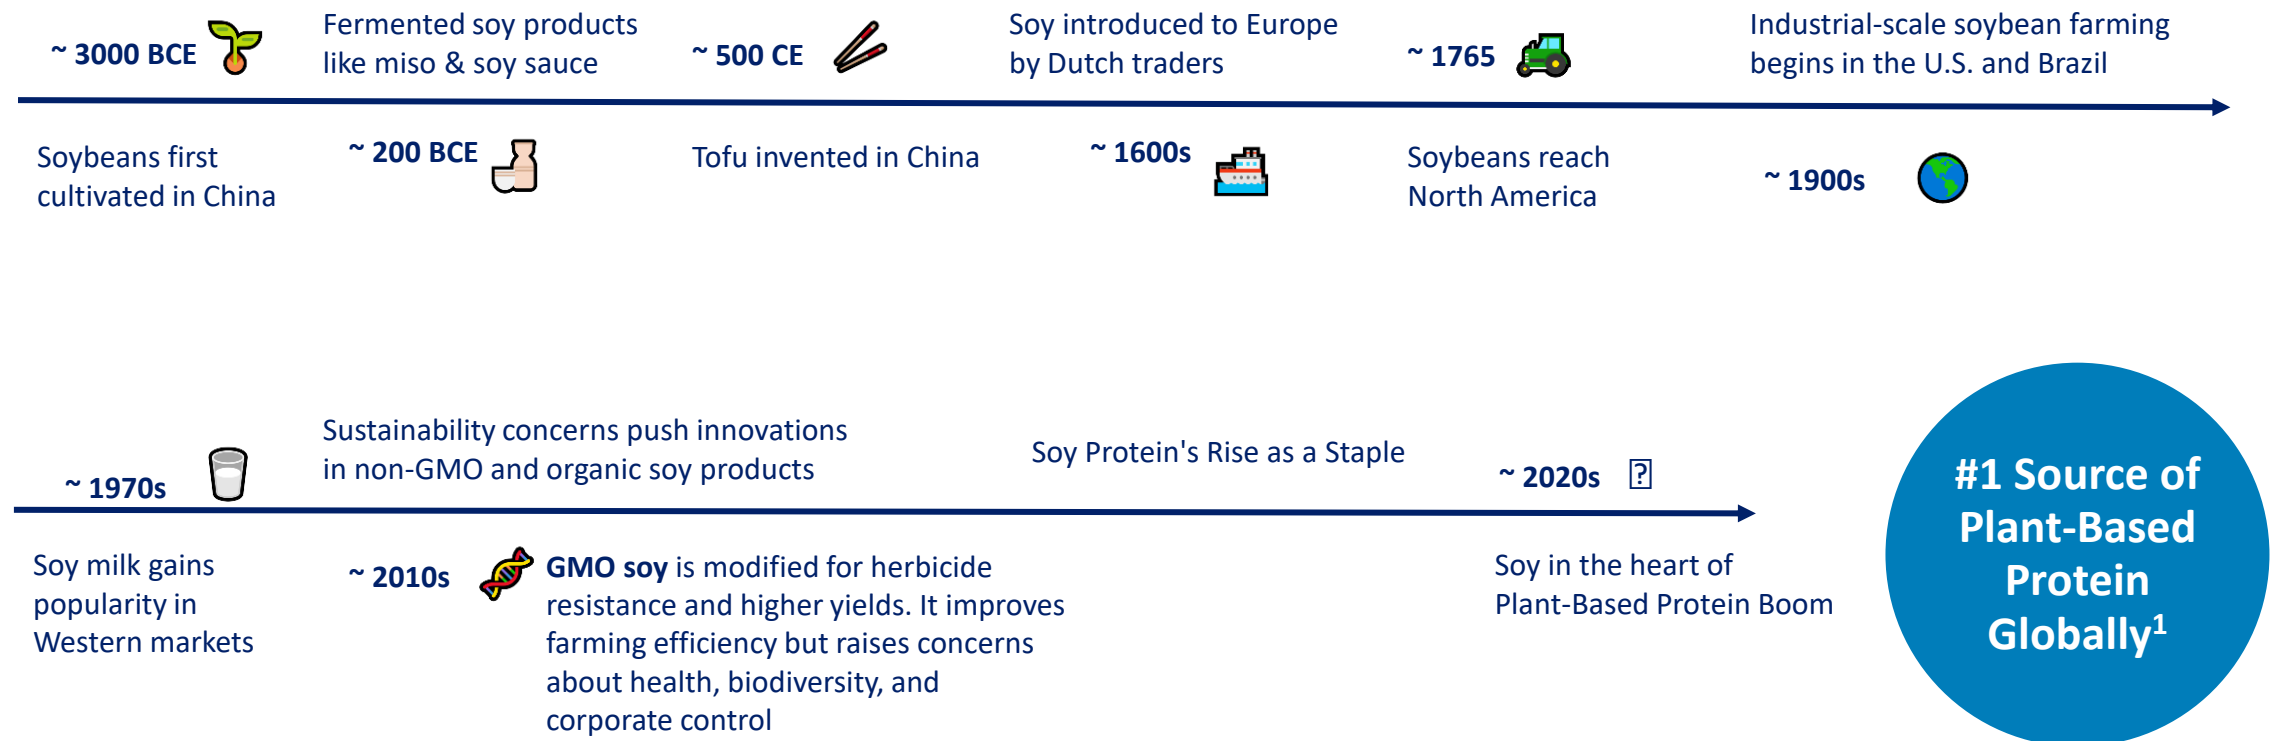 ~ 3000 BCE
Soybeans first
cultivated in China
Fermented soy products
like miso & soy sauce
~ 200 BCE
~ 500 CE
Tofu invented in China
Soy introduced to Europe
by Dutch traders
~ 1600s
~ 1765
Soybeans reach
North America
Industrial-scale soybean farming
begins in the U.S. and Brazil
~ 1900s
~ 1970s
Soy milk gains
popularity in
Western markets
Sustainability concerns push innovations
in non-GMO and organic soy products
~ 2010s
GMO soy is modified for herbicide
resistance and higher yields. It improves
farming efficiency but raises concerns
about health, biodiversity, and
corporate control
Soy Protein's Rise as a Staple
~ 2020s
Soy in the heart of
Plant-Based Protein Boom
#1 Source of
Plant-Based
Protein
Globally¹